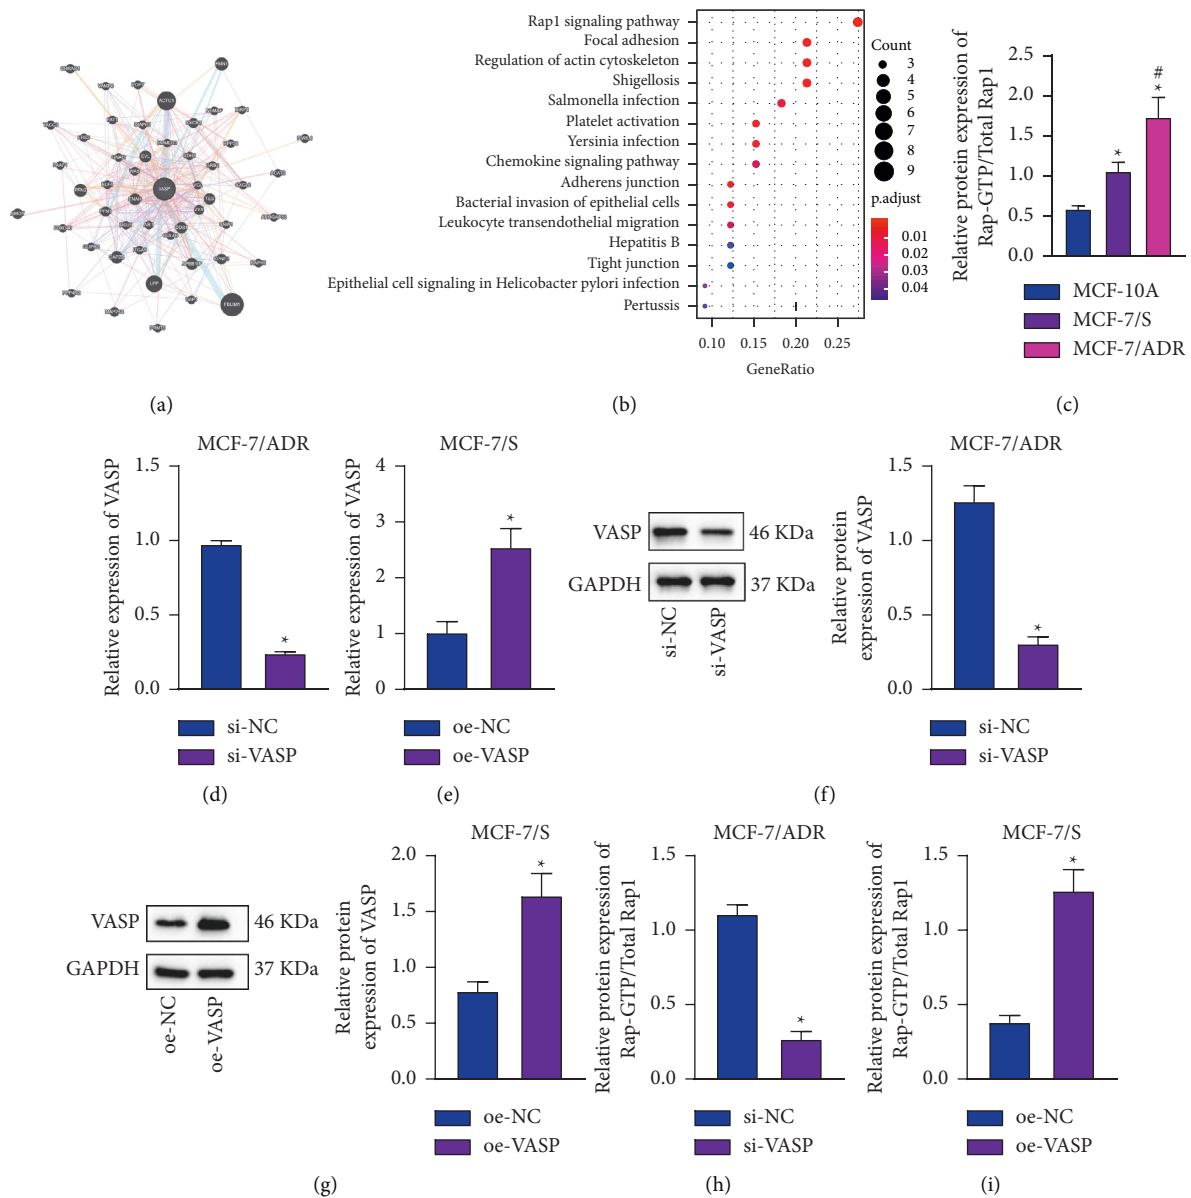 ACTG1
VASP
EVL
LPP
FBLIM1
(a)
Rap1 signaling pathway
Focal adhesion
Regulation of actin cytoskeleton
Shigellosis
Salmonella infection
Platelet activation
Yersinia infection
Chemokine signaling pathway
Adherens junction
Bacterial invasion of epithelial cells
Leukocyte transendothelial migration
Hepatitis B
Tight junction
Epithelial cell signaling in Helicobacter pylori infection
Pertussis
0.10 0.15 0.20 0.25
GeneRatio
Count
3
4
5
6
7
8
9
p.adjust
0.01
0.02
0.03
0.04
(b)
Relative protein expression of
Rap-GTP/Total Rap1
2.5
2.0
1.5
1.0
0.5
0.0
*
#
*
MCF-10A
MCF-7/S
MCF-7/ADR
(c)
MCF-7/ADR
Relative expression of VASP
1.5
1.0
0.5
0.0
*
si-NC
si-VASP
(d)
MCF-7/S
Relative expression of VASP
4
3
2
1
0
*
oe-NC
oe-VASP
(e)
VASP 46 KDa
GAPDH 37 KDa
si-NC
si-VASP
MCF-7/ADR
Relative protein
expression of VASP
1.5
1.0
0.5
0.0
*
si-NC
si-VASP
(f)
VASP 46 KDa
GAPDH 37 KDa
oe-NC
oe-VASP
MCF-7/S
Relative protein
expression of VASP
2.0
1.5
1.0
0.5
0.0
*
oe-NC
oe-VASP
(g)
MCF-7/ADR
Relative protein expression of
Rap-GTP/Total Rap1
1.5
1.0
0.5
0.0
*
si-NC
si-VASP
(h)
MCF-7/S
Relative protein expression of
Rap-GTP/Total Rap1
1.5
1.0
0.5
0.0
*
oe-NC
oe-VASP
(i)